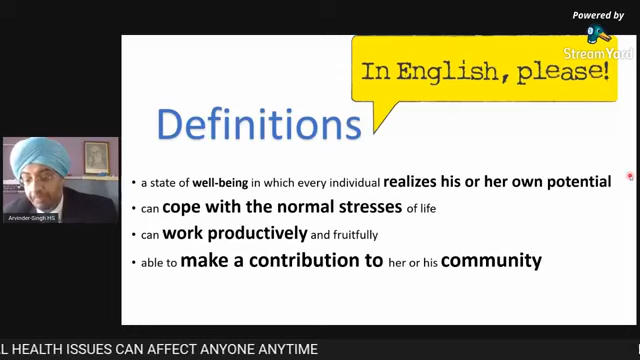 Powered by
StreamYard
In English, please!
Definitions
• a state of well-being in which every individual realizes his or her own potential
• can cope with the normal stresses of life
• can work productively and fruitfully
• able to make a contribution to her or his community
Arvinder-Singh HS
L HEALTH ISSUES CAN AFFECT ANYONE ANYTIME